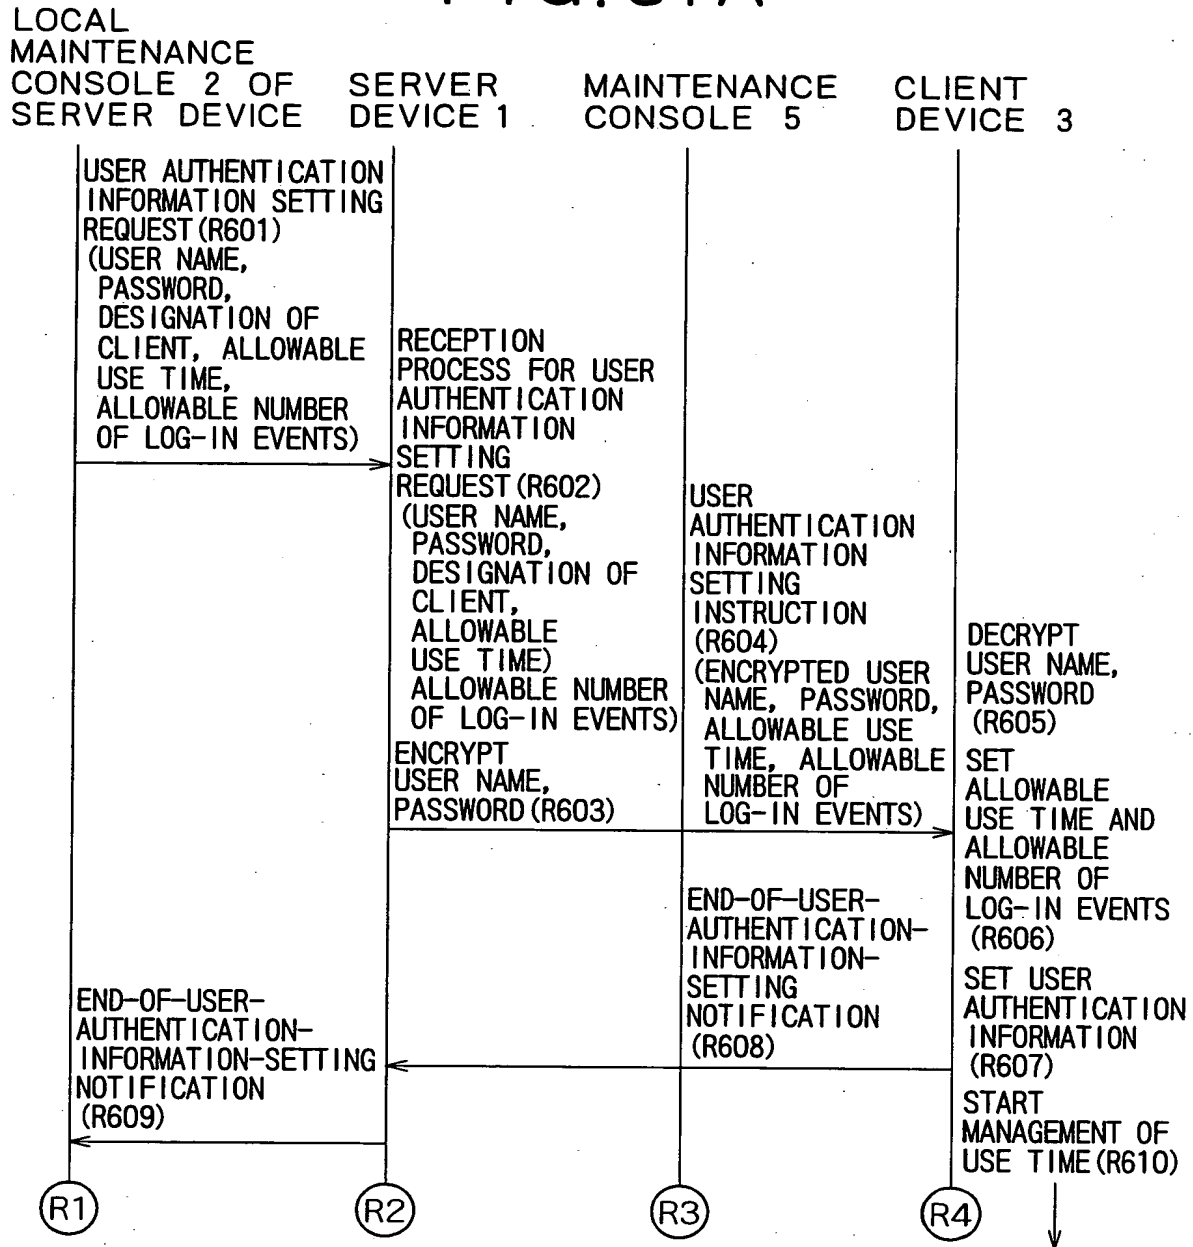 FIG. 61A
LOCAL
MAINTENANCE
CONSOLE 2 OF
SERVER DEVICE
SERVER
DEVICE 1
MAINTENANCE
CONSOLE 5
CLIENT
DEVICE 3
USER AUTHENTICATION
INFORMATION SETTING
REQUEST(R601)
(USER NAME,
PASSWORD,
DESIGNATION OF
CLIENT, ALLOWABLE
USE TIME,
ALLOWABLE NUMBER
OF LOG-IN EVENTS)
RECEPTION
PROCESS FOR USER
AUTHENTICATION
INFORMATION
SETTING
REQUEST(R602)
(USER NAME,
PASSWORD,
DESIGNATION OF
CLIENT,
ALLOWABLE
USE TIME)
ALLOWABLE NUMBER
OF LOG-IN EVENTS)
ENCRYPT
USER NAME,
PASSWORD(R603)
USER
AUTHENTICATION
INFORMATION
SETTING
INSTRUCTION
(R604)
(ENCRYPTED USER
NAME, PASSWORD,
ALLOWABLE USE
TIME, ALLOWABLE
NUMBER OF
LOG-IN EVENTS)
DECRYPT
USER NAME,
PASSWORD
(R605)
SET
ALLOWABLE
USE TIME AND
ALLOWABLE
NUMBER OF
LOG-IN EVENTS
(R606)
SET USER
AUTHENTICATION
INFORMATION
(R607)
END-OF-USER-
AUTHENTICATION-
INFORMATION-
SETTING
NOTIFICATION
(R608)
END-OF-USER-
AUTHENTICATION-
INFORMATION-SETTING
NOTIFICATION
(R609)
START
MANAGEMENT OF
USE TIME(R610)
R1
R2
R3
R4